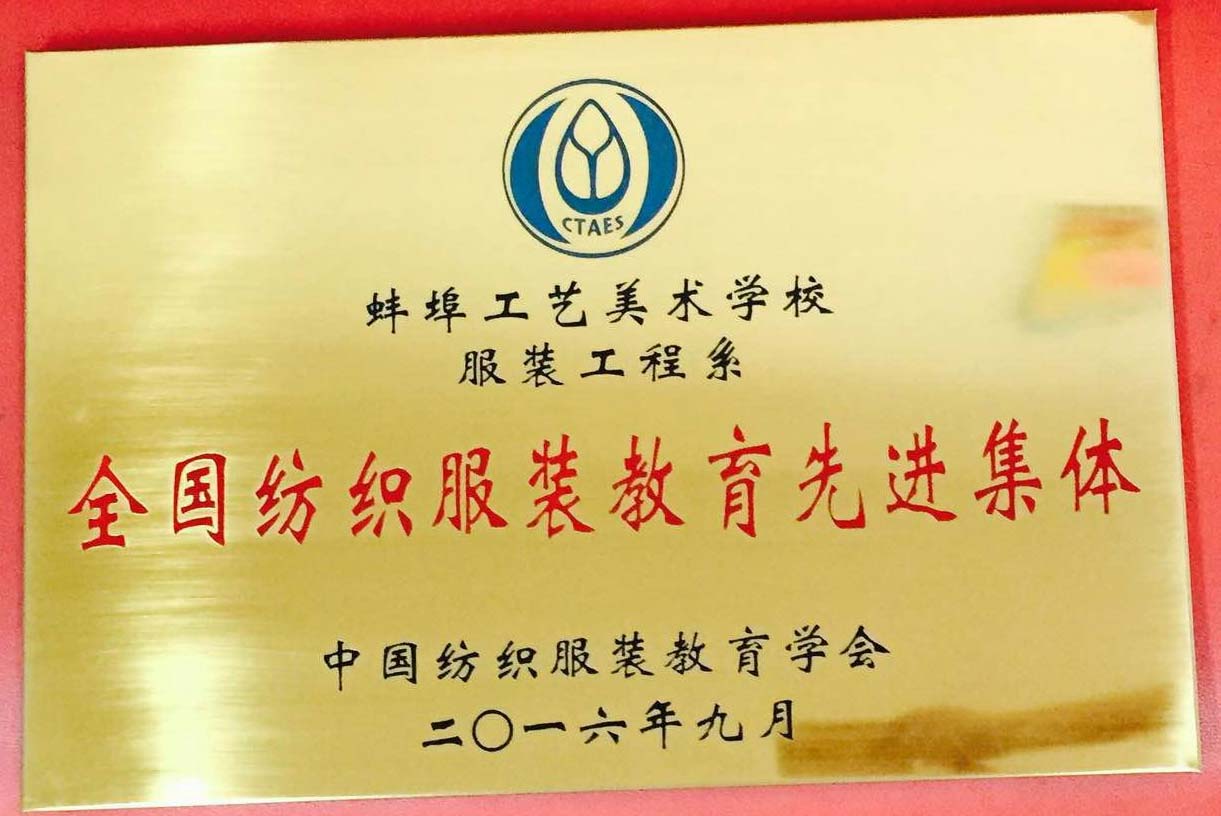 CTAES
蚌埠工艺美术学校
服装工程系
全国纺织服装教育先进集体
中国纺织服装教育学会
二〇一六年九月